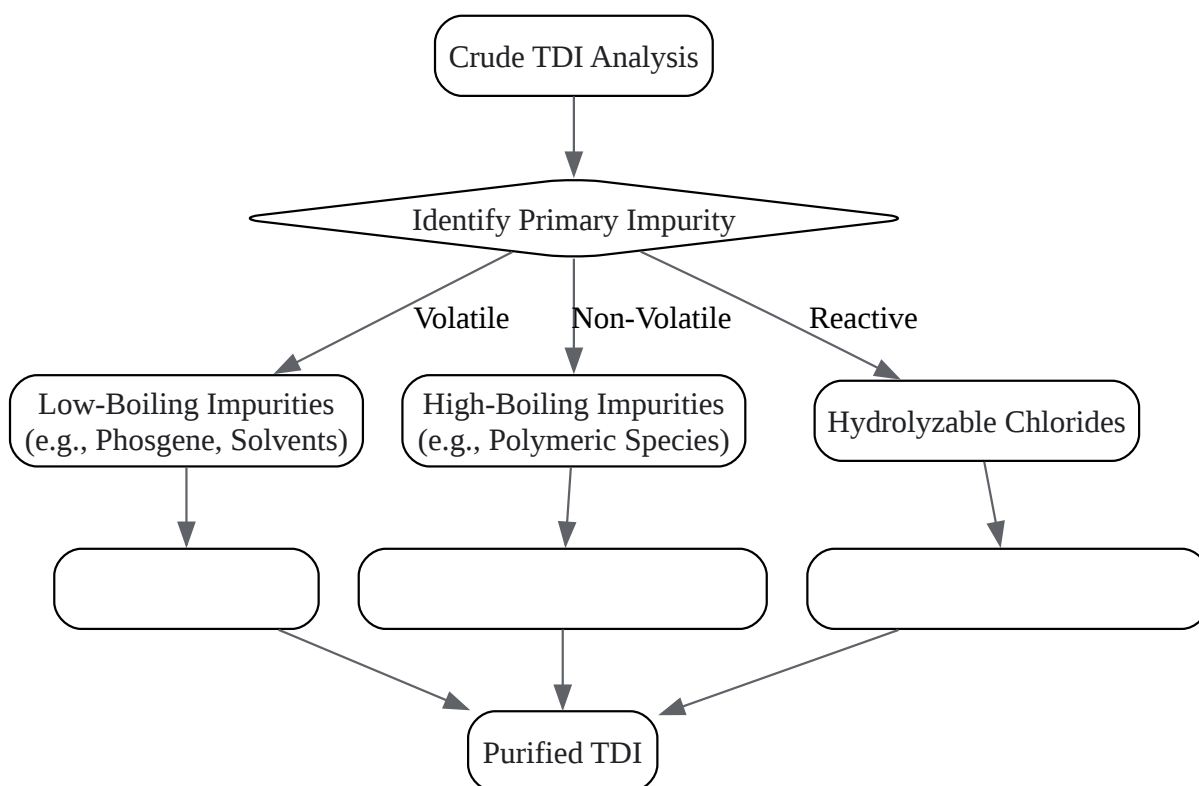 Crude TDI Analysis
Identify Primary Impurity
Volatile
Non-Volatile
Reactive
Low-Boiling Impurities
(e.g., Phosgene, Solvents)
High-Boiling Impurities
(e.g., Polymeric Species)
Hydrolyzable Chlorides
Purified TDI